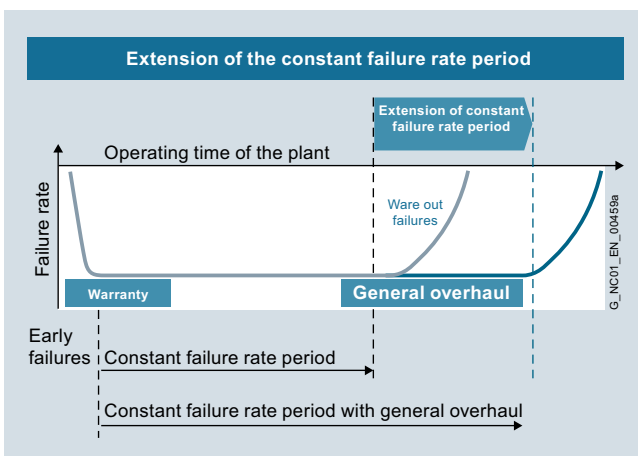 Extension of the constant failure rate period
Extension of constant
failure rate period
Operating time of the plant
Failure rate
Ware out
failures
Warranty
General overhaul
G_NC01_EN_00459a
Early
failures
Constant failure rate period
Constant failure rate period with general overhaul